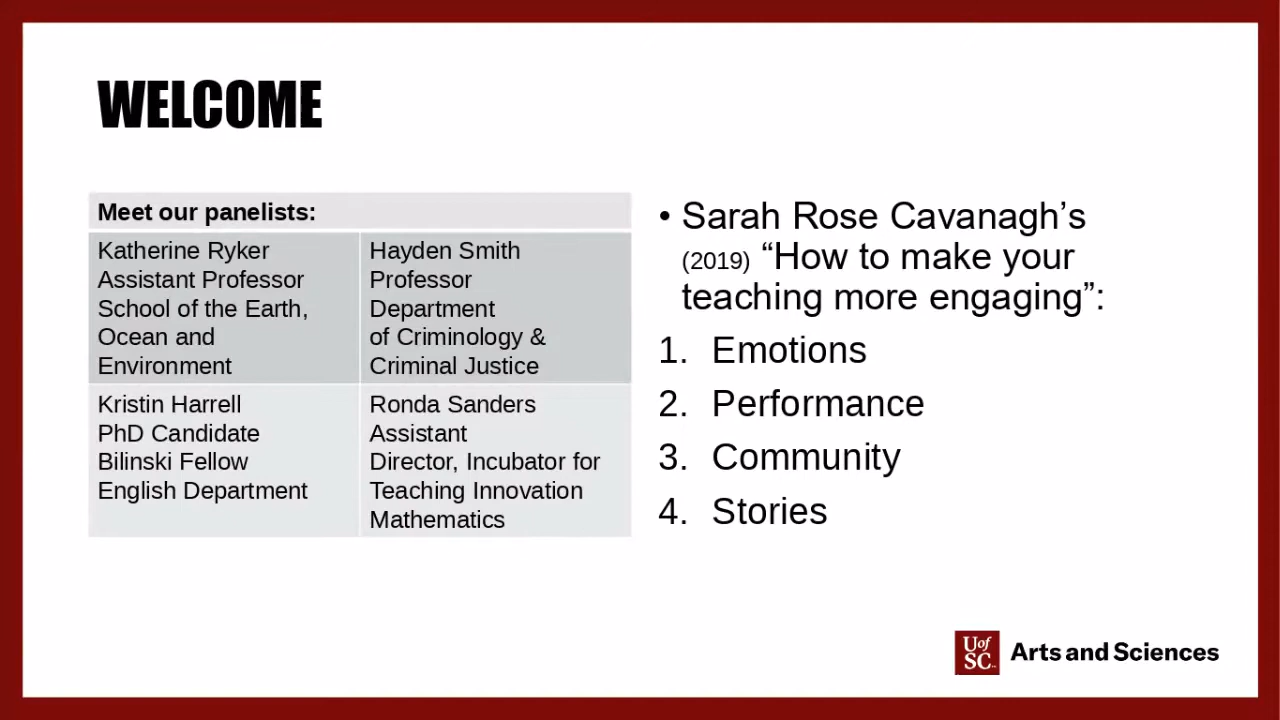 WELCOME
Meet our panelists:
Katherine Ryker
Assistant Professor
School of the Earth,
Ocean and
Environment
Hayden Smith
Professor
Department
of Criminology &
Criminal Justice
Kristin Harrell
PhD Candidate
Bilinski Fellow
English Department
Ronda Sanders
Assistant
Director, Incubator for
Teaching Innovation
Mathematics
• Sarah Rose Cavanagh’s
(2019) “How to make your
teaching more engaging”:
1. Emotions
2. Performance
3. Community
4. Stories
U of
SC
Arts and Sciences